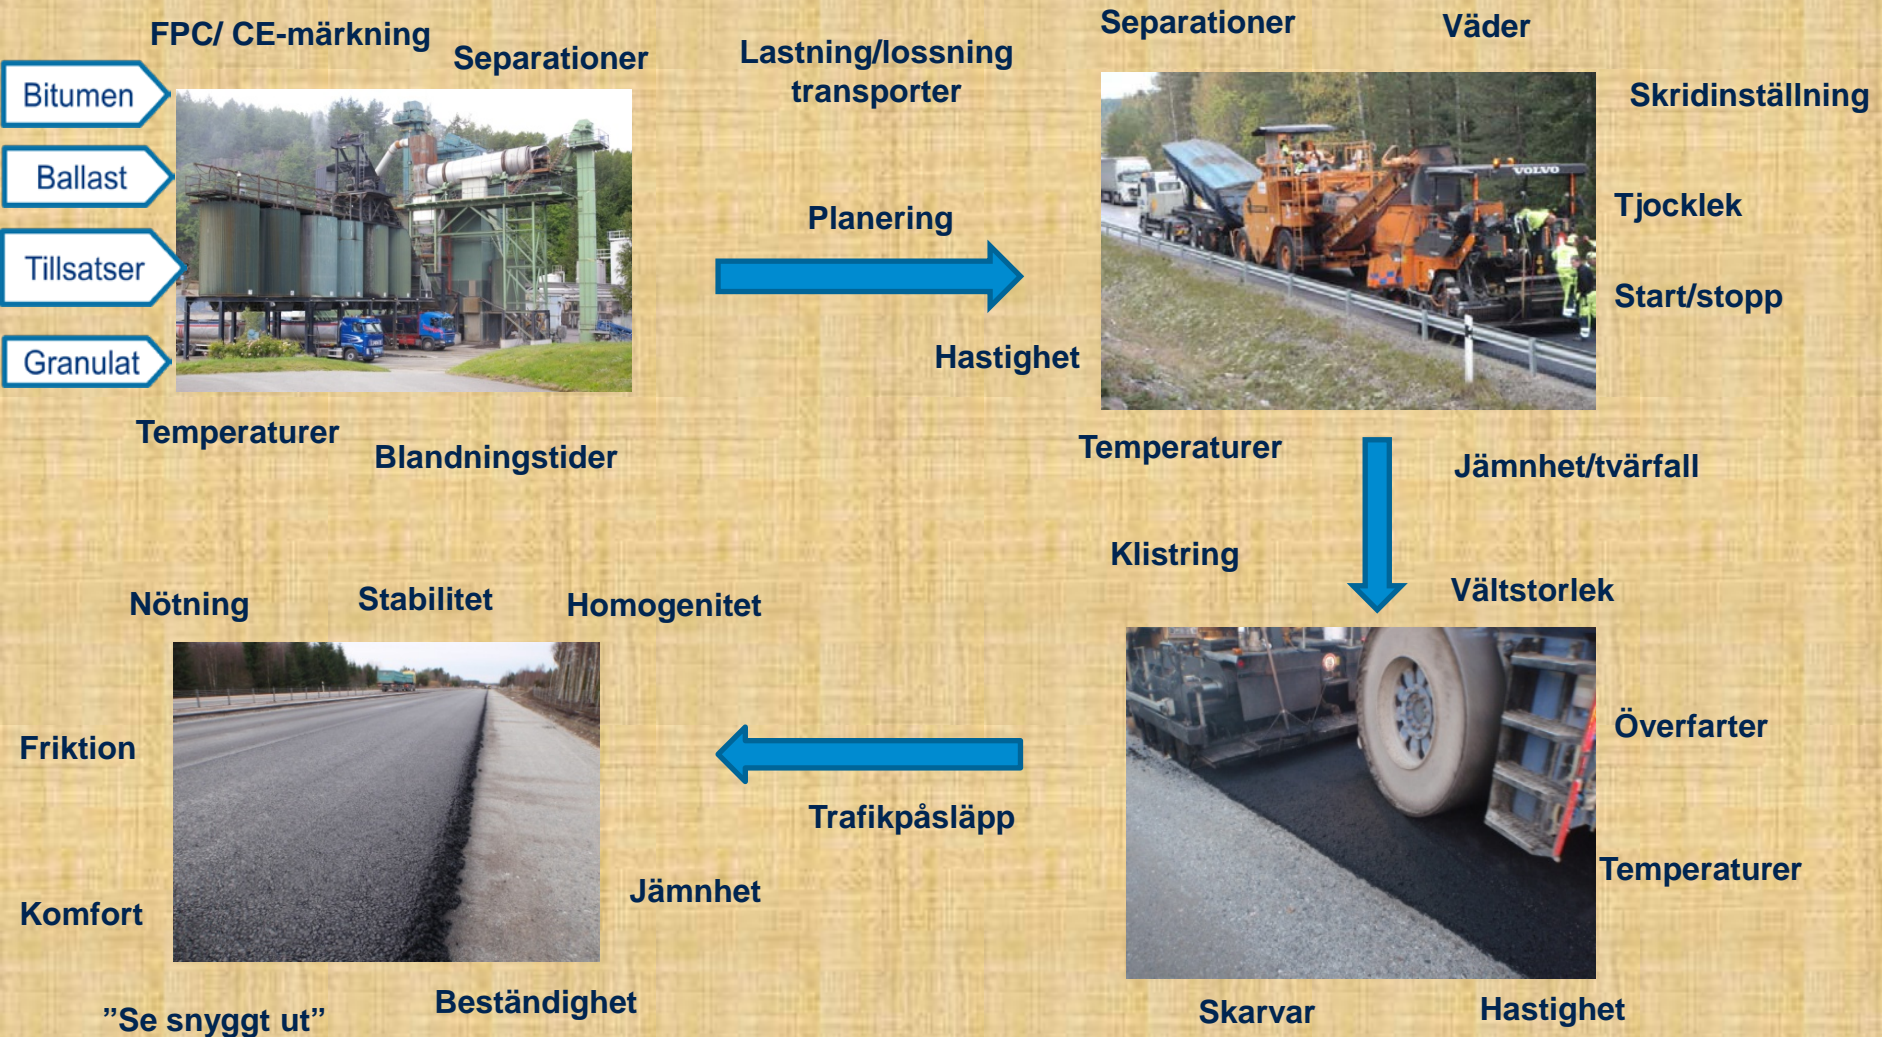 FPC/ CE-märkning
Separationer
Bitumen
Ballast
Tillsatser
Granulat
Temperaturer
Blandningstider
Lastning/lossning
transporter
Planering
Separationer
Väder
Skridinställning
VOLVO
Tjocklek
Start/stopp
Hastighet
Temperaturer
Jämnhet/tvärfall
Klistring
Vältstorlek
Överfarter
Temperaturer
Skarvar
Hastighet
Trafikpåsläpp
Nötning
Stabilitet
Homogenitet
Friktion
Komfort
Jämnhet
Beständighet
”Se snyggt ut”